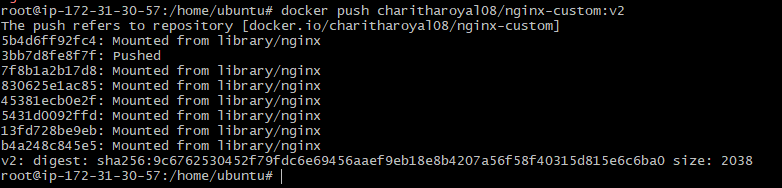 root@ip-172-31-30-57:/home/ubuntu# docker push charitharoyal08/nginx-custom:v2
The push refers to repository [docker.io/charitharoyal08/nginx-custom]
5b4d6ff92fc4: Mounted from library/nginx
3bb7d8fe8f7f: Pushed
7f8b1a2b17d8: Mounted from library/nginx
830625e1ac85: Mounted from library/nginx
45381ecb0e2f: Mounted from library/nginx
5431d0092ffd: Mounted from library/nginx
13fd728be9eb: Mounted from library/nginx
b4a248c845e5: Mounted from library/nginx
v2: digest: sha256:9c6762530452f79fdc6e69456aaef9eb18e8b4207a56f58f40315d815e6c6ba0 size: 2038
root@ip-172-31-30-57:/home/ubuntu#